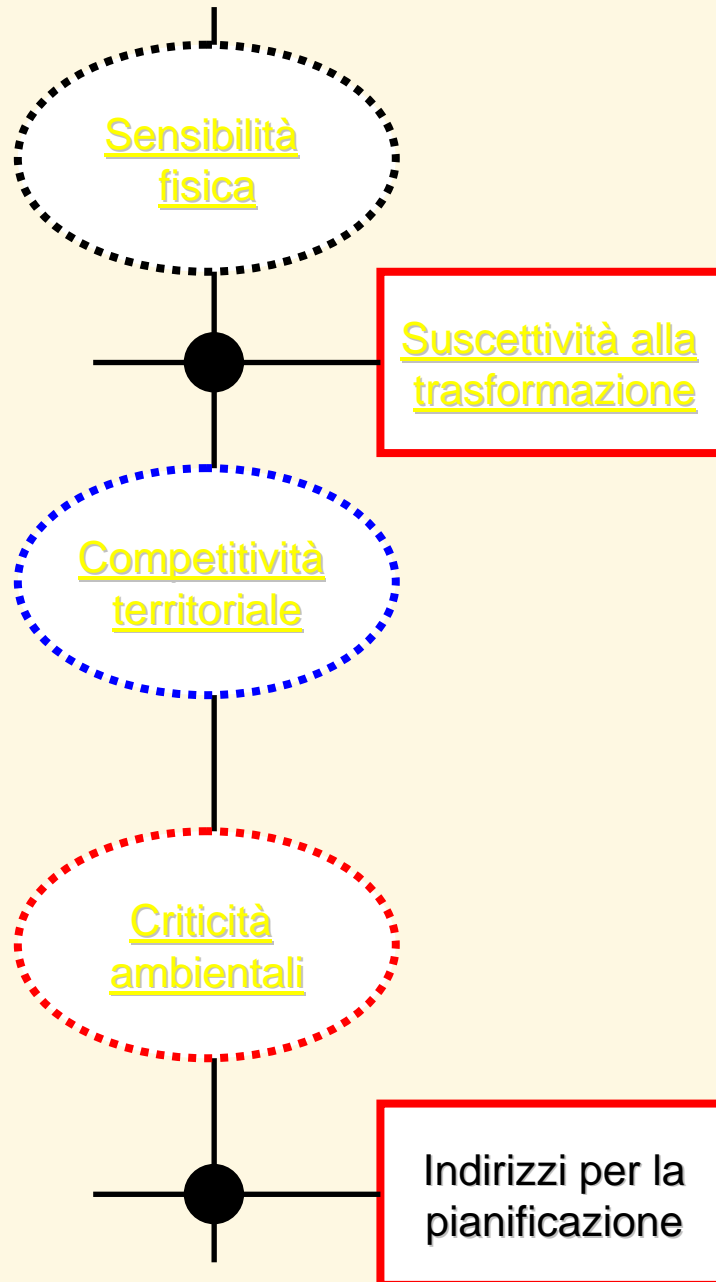 Sensibilità
fisica
Suscettività alla
trasformazione
Competitività
territoriale
Criticità
ambientali
Indirizzi per la
pianificazione